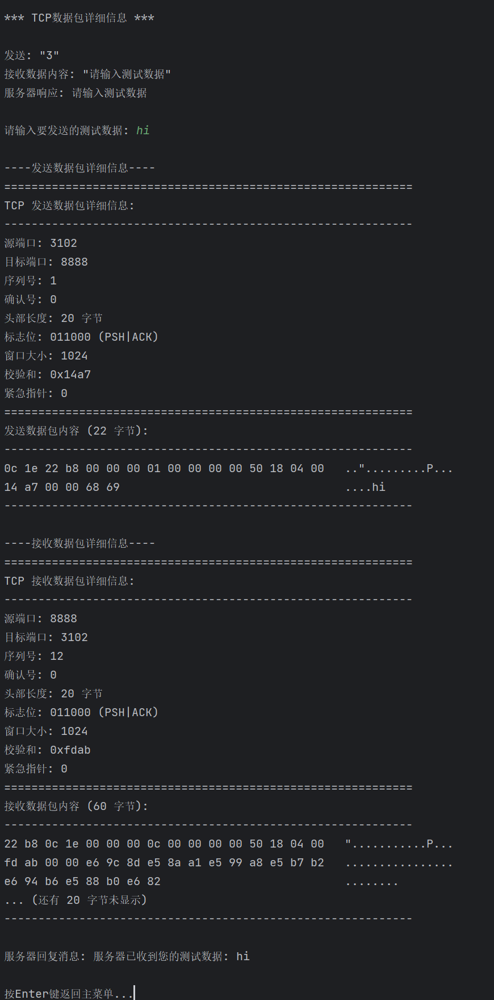 *** TCP数据包详细信息 ***
发送: "3"
接收数据内容: "请输入测试数据"
服务器响应: 请输入测试数据
请输入要发送的测试数据: hi
----发送数据包详细信息----
============================================================
TCP 发送数据包详细信息:
------------------------------------------------------------
源端口: 3102
目标端口: 8888
序列号: 1
确认号: 0
头部长度: 20 字节
标志位: 011000 (PSH|ACK)
窗口大小: 1024
校验和: 0x14a7
紧急指针: 0
============================================================
发送数据包内容 (22 字节):
------------------------------------------------------------
0c 1e 22 b8 00 00 00 01 00 00 00 00 50 18 04 00   ..".........P...
14 a7 00 00 68 69                                 ....hi
------------------------------------------------------------
----接收数据包详细信息----
============================================================
TCP 接收数据包详细信息:
------------------------------------------------------------
源端口: 8888
目标端口: 3102
序列号: 12
确认号: 0
头部长度: 20 字节
标志位: 011000 (PSH|ACK)
窗口大小: 1024
校验和: 0xfdab
紧急指针: 0
============================================================
接收数据包内容 (60 字节):
------------------------------------------------------------
22 b8 0c 1e 00 00 00 0c 00 00 00 00 50 18 04 00   "...........P...
fd ab 00 00 e6 9c 8d e5 8a a1 e5 99 a8 e5 b7 b2   ................
e6 94 b6 e5 88 b0 e6 82                           ........
... (还有 20 字节未显示)
------------------------------------------------------------
服务器回复消息: 服务器已收到您的测试数据: hi
按Enter键返回主菜单...